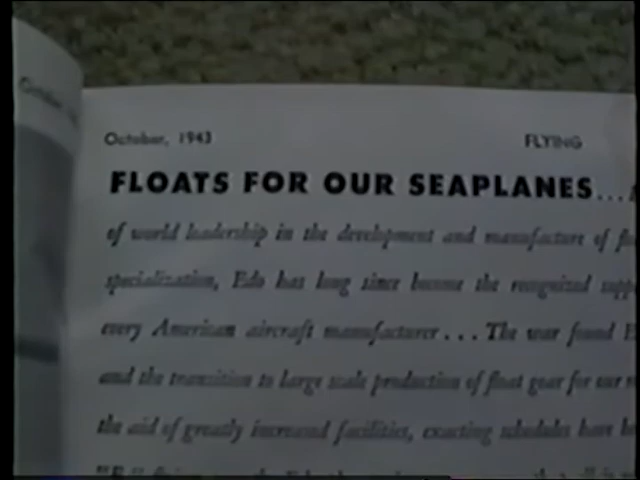 October, 1943 FLYING
FLOATS FOR OUR SEAPLANES...
of world leadership in the development and manufacture of
specialization, Edo has long since become the recognized
every American aircraft manufacturer... The war found
and the transition to large scale production of float gear for our
the aid of greatly increased facilities, exacting schedules have